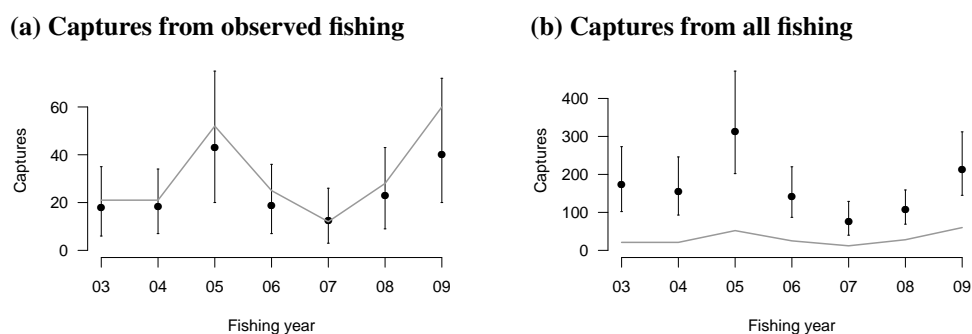 (a) Captures from observed fishing
Captures
60
40
20
0
03 04 05 06 07 08 09
Fishing year
(b) Captures from all fishing
Captures
400
300
200
100
0
03 04 05 06 07 08 09
Fishing year